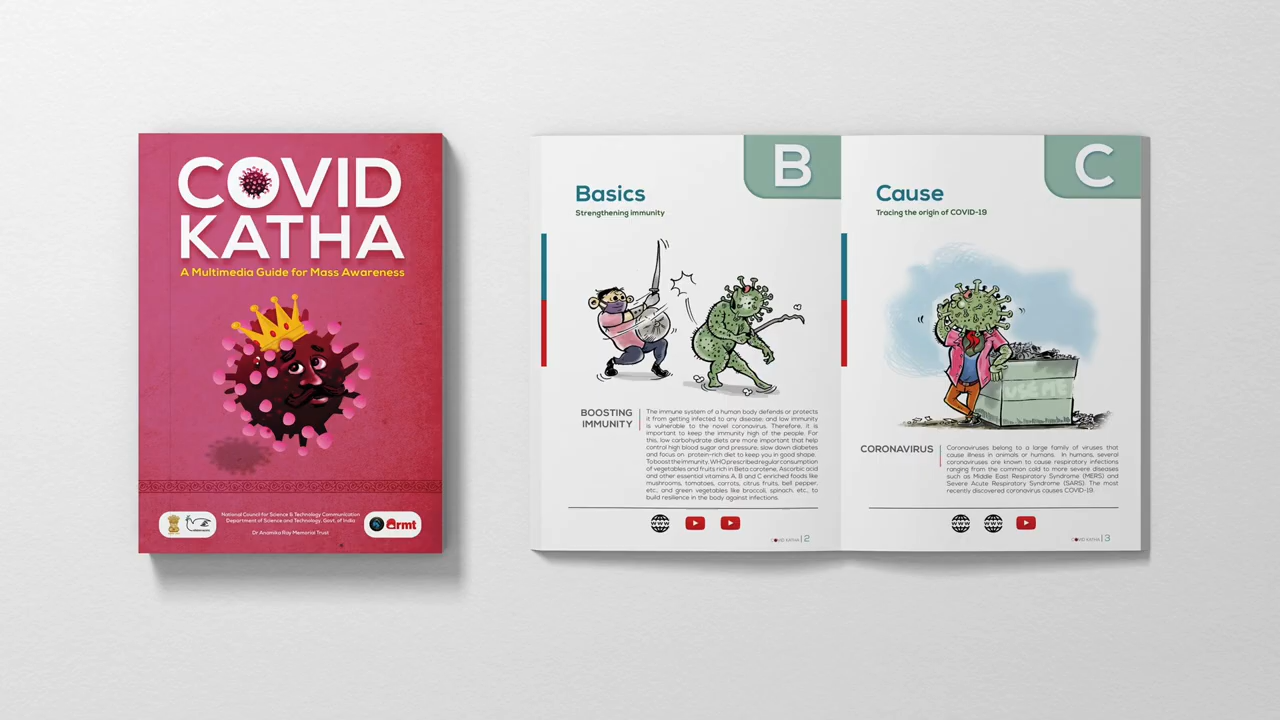 COVID
KATHA
A Multimedia Guide for Mass Awareness
National Council for Science & Technology Communication
Department of Science and Technology, Govt. of India
Dr Anamika Ray Memorial Trust
armt
B
Basics
Strengthening immunity
BOOSTING
IMMUNITY
The immune system of a human body defends or protects
it from getting infected to any disease, and low immunity
is vulnerable to the novel coronavirus. Therefore, it is
important to keep the immunity high of the people. For
this, low carbohydrate diets are more important that help
control high blood sugar and pressure, slow down diabetes
and focus on protein-rich diet to keep you in good shape.
To boost the immunity, WHO prescribed regular consumption
of vegetables and fruits rich in Beta carotene, Ascorbic acid
and other essential vitamins A, B and C enriched foods like
mushrooms, tomatoes, carrots, citrus fruits, bell pepper,
etc., and green vegetables like broccoli, spinach, etc., to
build resilience in the body against infections.
COVID KATHA | 2
C
Cause
Tracing the origin of COVID-19
CORONAVIRUS
Coronaviruses belong to a large family of viruses that
cause illness in animals or humans. In humans, several
coronaviruses are known to cause respiratory infections
ranging from the common cold to more severe diseases
such as Middle East Respiratory Syndrome (MERS) and
Severe Acute Respiratory Syndrome (SARS). The most
recently discovered coronavirus causes COVID-19.
COVID KATHA | 3